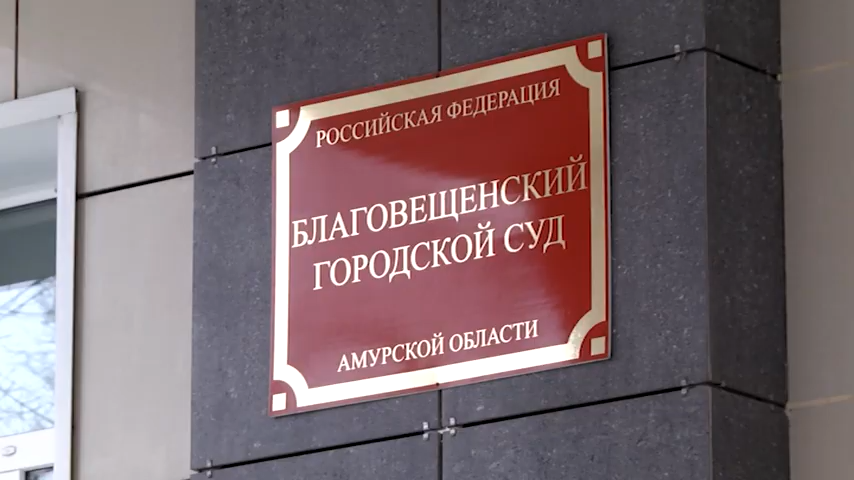 РОССИЙСКАЯ ФЕДЕРАЦИЯ
БЛАГОВЕЩЕНСКИЙ
ГОРОДСКОЙ СУД
АМУРСКОЙ ОБЛАСТИ